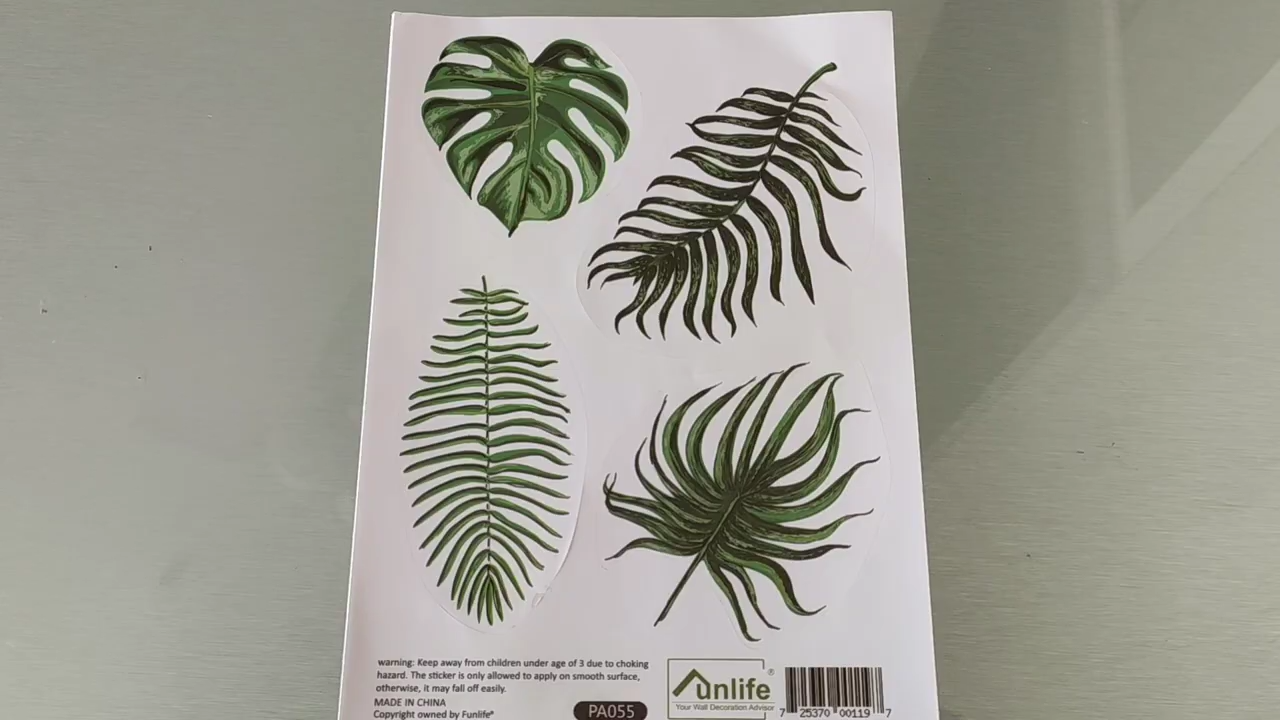 warning: Keep away from children under age of 3 due to choking
hazard. The sticker is only allowed to apply on smooth surface,
otherwise, it may fall off easily.
MADE IN CHINA
Copyright owned by Funlife®
PA055
Funlife®
Your Wall Decoration Advisor
7 25370 00119 7